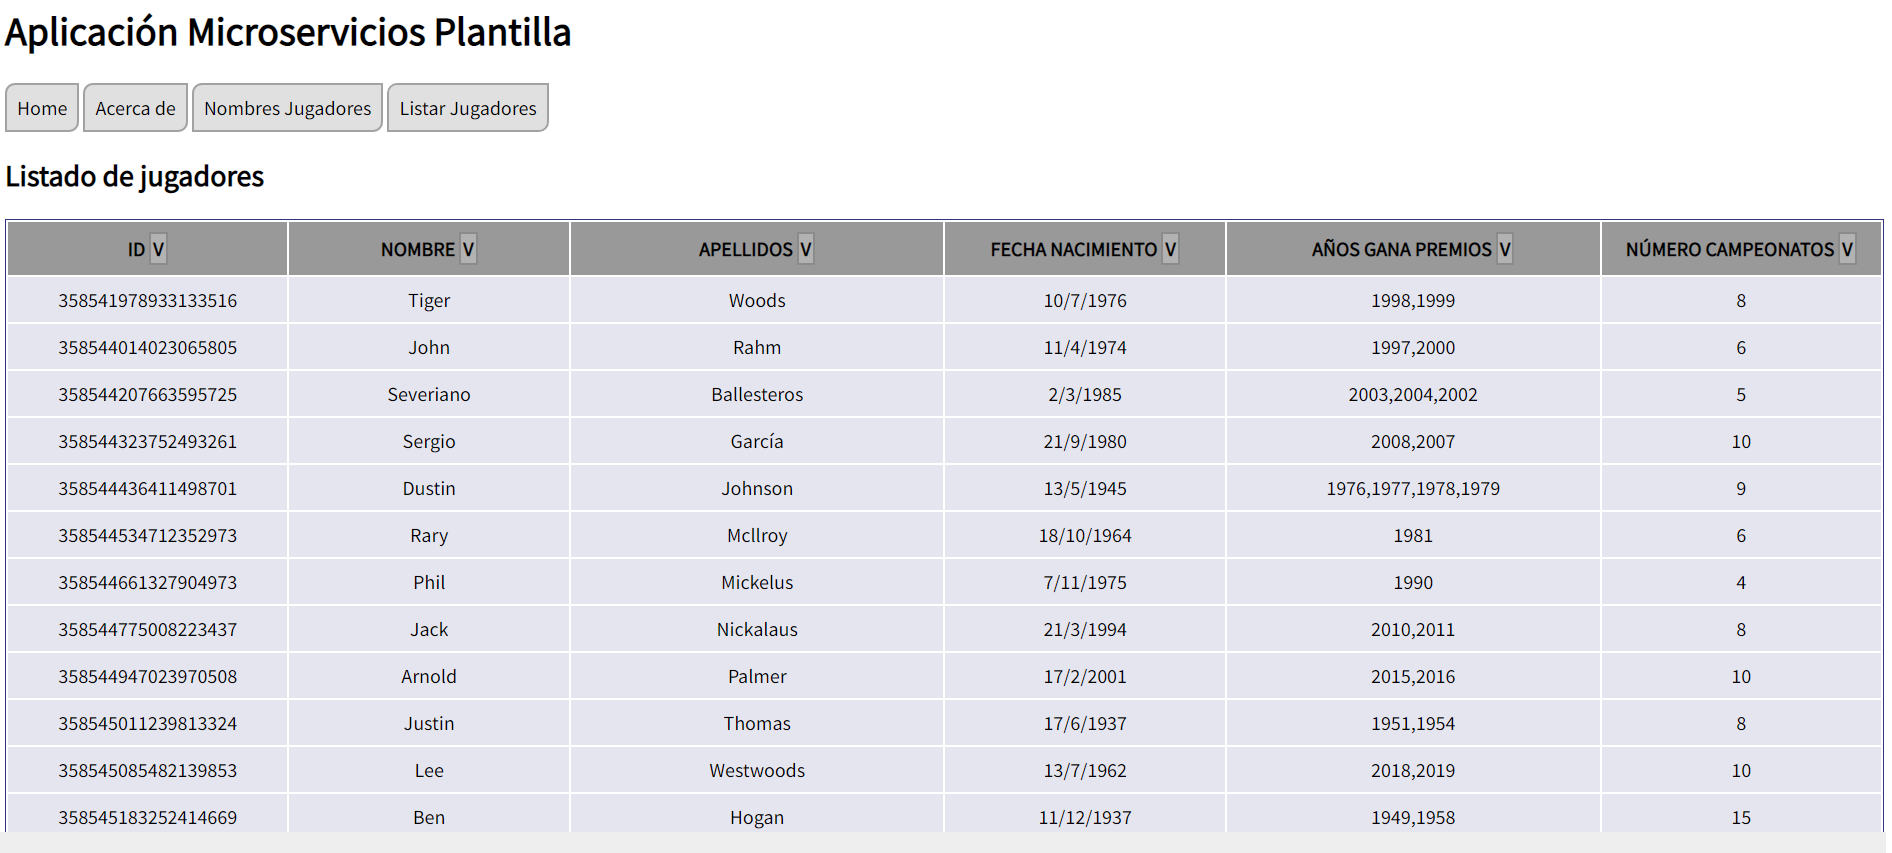 Aplicación Microservicios Plantilla
Home Acerca de Nombres Jugadores Listar Jugadores
Listado de jugadores
ID V NOMBRE V APELLIDOS V FECHA NACIMIENTO V AÑOS GANA PREMIOS V NÚMERO CAMPEONATOS V
358541978933133516 Tiger Woods 10/7/1976 1998,1999 8
358544014023065805 John Rahm 11/4/1974 1997,2000 6
358544207663595725 Severiano Ballesteros 2/3/1985 2003,2004,2002 5
358544323752493261 Sergio García 21/9/1980 2008,2007 10
358544436411498701 Dustin Johnson 13/5/1945 1976,1977,1978,1979 9
358544534712352973 Rary Mcllroy 18/10/1964 1981 6
358544661327904973 Phil Mickelus 7/11/1975 1990 4
358544775008223437 Jack Nickalaus 21/3/1994 2010,2011 8
358544947023970508 Arnold Palmer 17/2/2001 2015,2016 10
358545011239813324 Justin Thomas 17/6/1937 1951,1954 8
358545085482139853 Lee Westwoods 13/7/1962 2018,2019 10
358545183252414669 Ben Hogan 11/12/1937 1949,1958 15